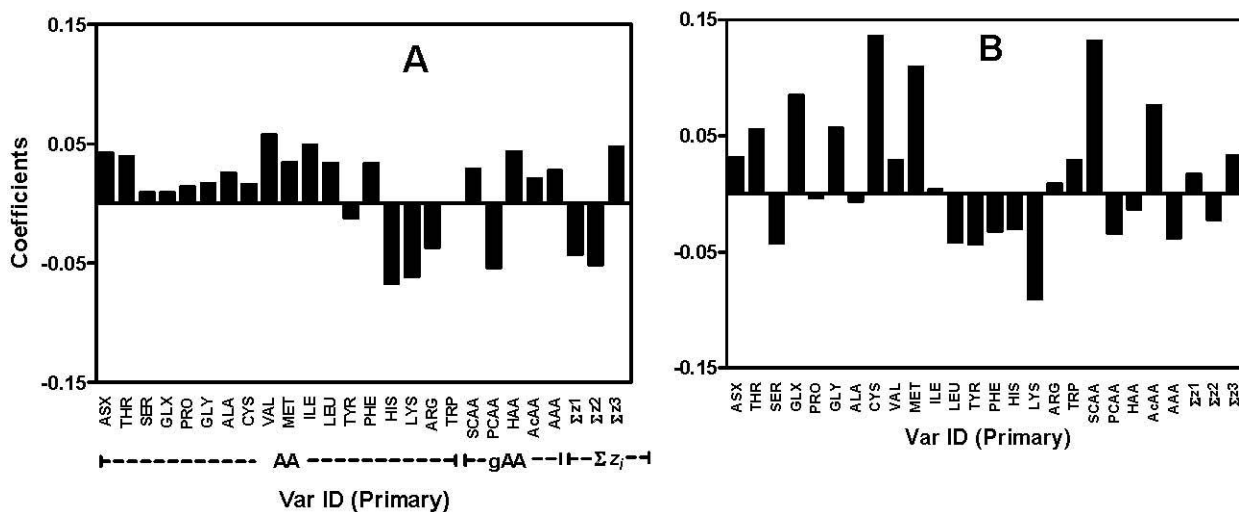 A
Coefficients
0.15
0.05
-0.05
-0.15
ASX
THR
SER
GLX
PRO
GLY
ALA
CYS
VAL
MET
ILE
LEU
TYR
PHE
HIS
LYS
ARG
TRP
SCAA
PCAA
HAA
AcAA
AAA
Σz1
Σz2
Σz3
AA
gAA
Σ zi
Var ID (Primary)
B
0.15
0.05
-0.05
-0.15
ASX
THR
SER
GLX
PRO
GLY
ALA
CYS
VAL
MET
ILE
LEU
TYR
PHE
HIS
LYS
ARG
TRP
SCAA
PCAA
HAA
AcAA
AAA
Σz1
Σz2
Σz3
Var ID (Primary)